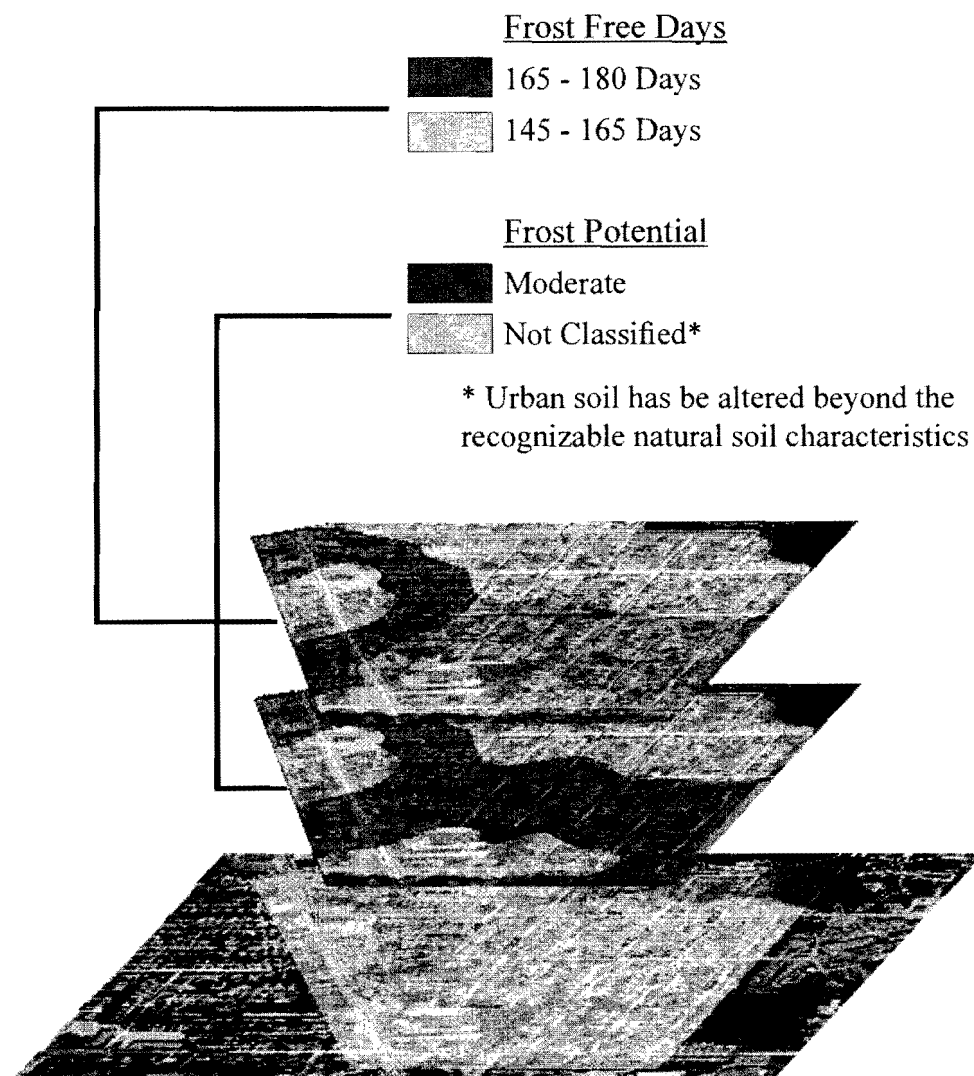 Frost Free Days
165 - 180 Days
145 - 165 Days
Frost Potential
Moderate
Not Classified*
* Urban soil has be altered beyond the
recognizable natural soil characteristics